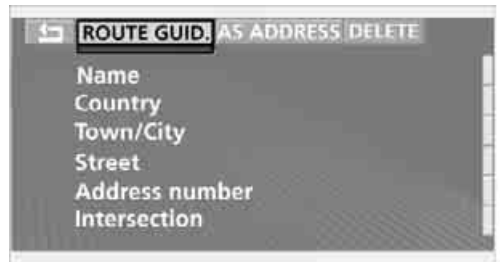 ROUTE GUID. AS ADDRESS DELETE
Name
Country
Town/City
Street
Address number
Intersection